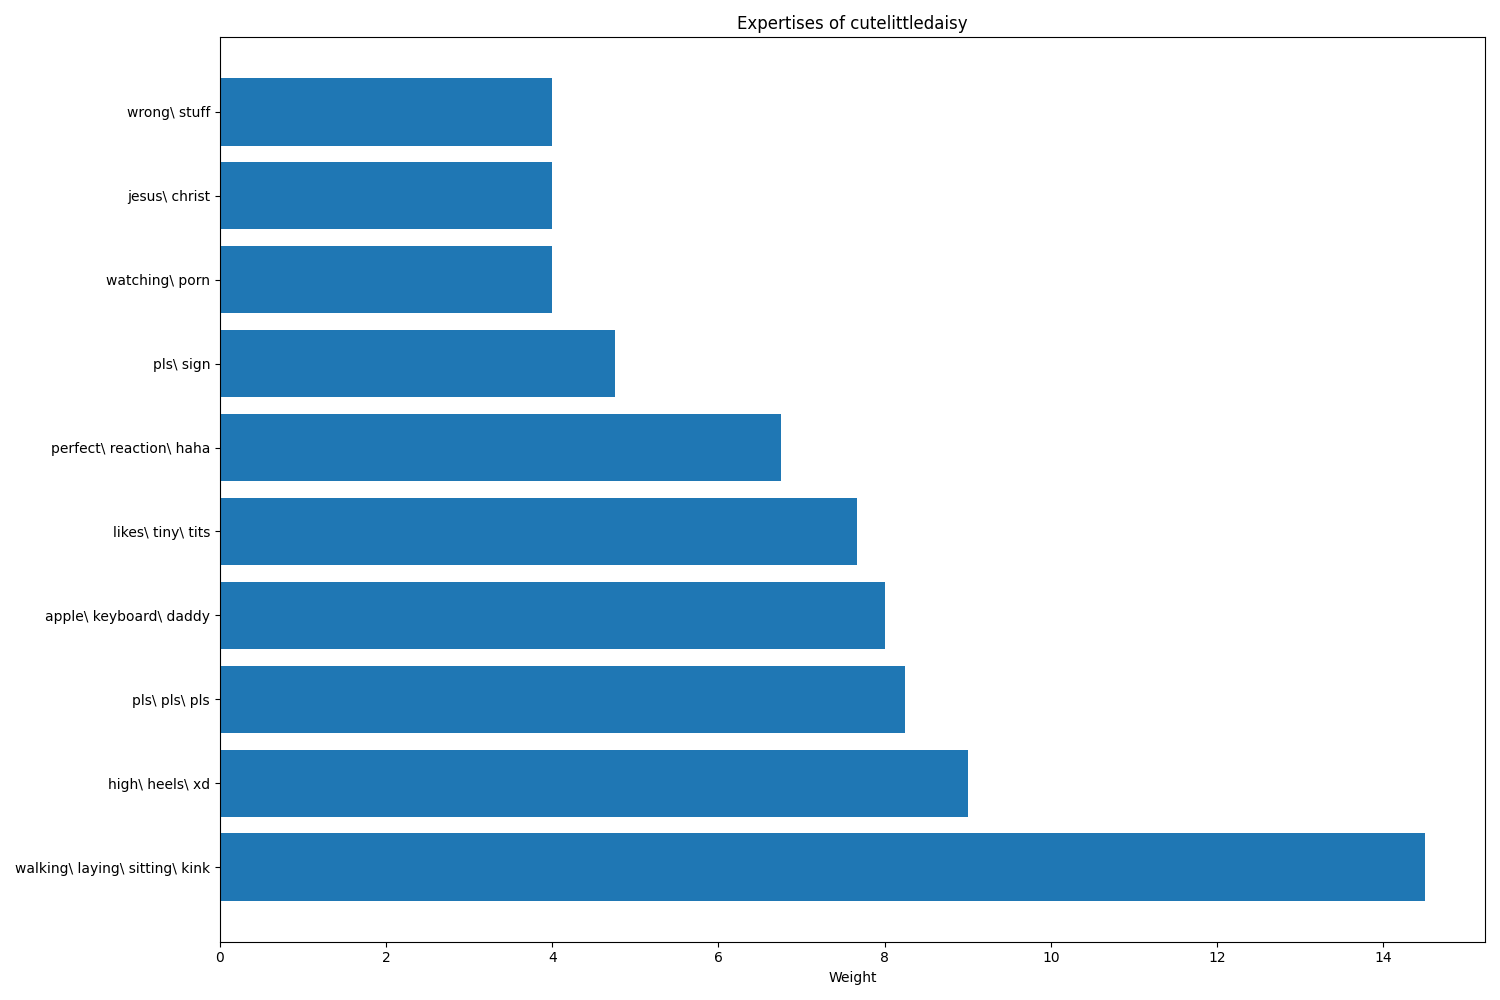 Expertises of cutelittledaisy
wrong\ stuff
jesus\ christ
watching\ porn
pls\ sign
perfect\ reaction\ haha
likes\ tiny\ tits
apple\ keyboard\ daddy
pls\ pls\ pls
high\ heels\ xd
walking\ laying\ sitting\ kink
0 2 4 6 8 10 12 14
Weight